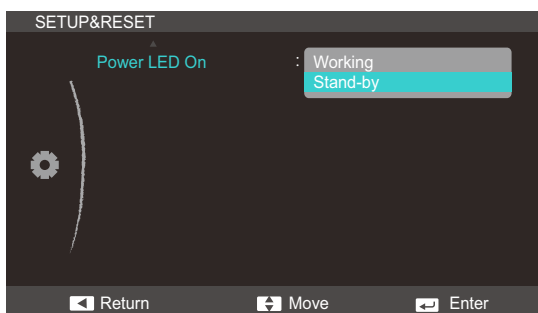 SETUP&RESET
Power LED On : Working
Stand-by
Return Move Enter